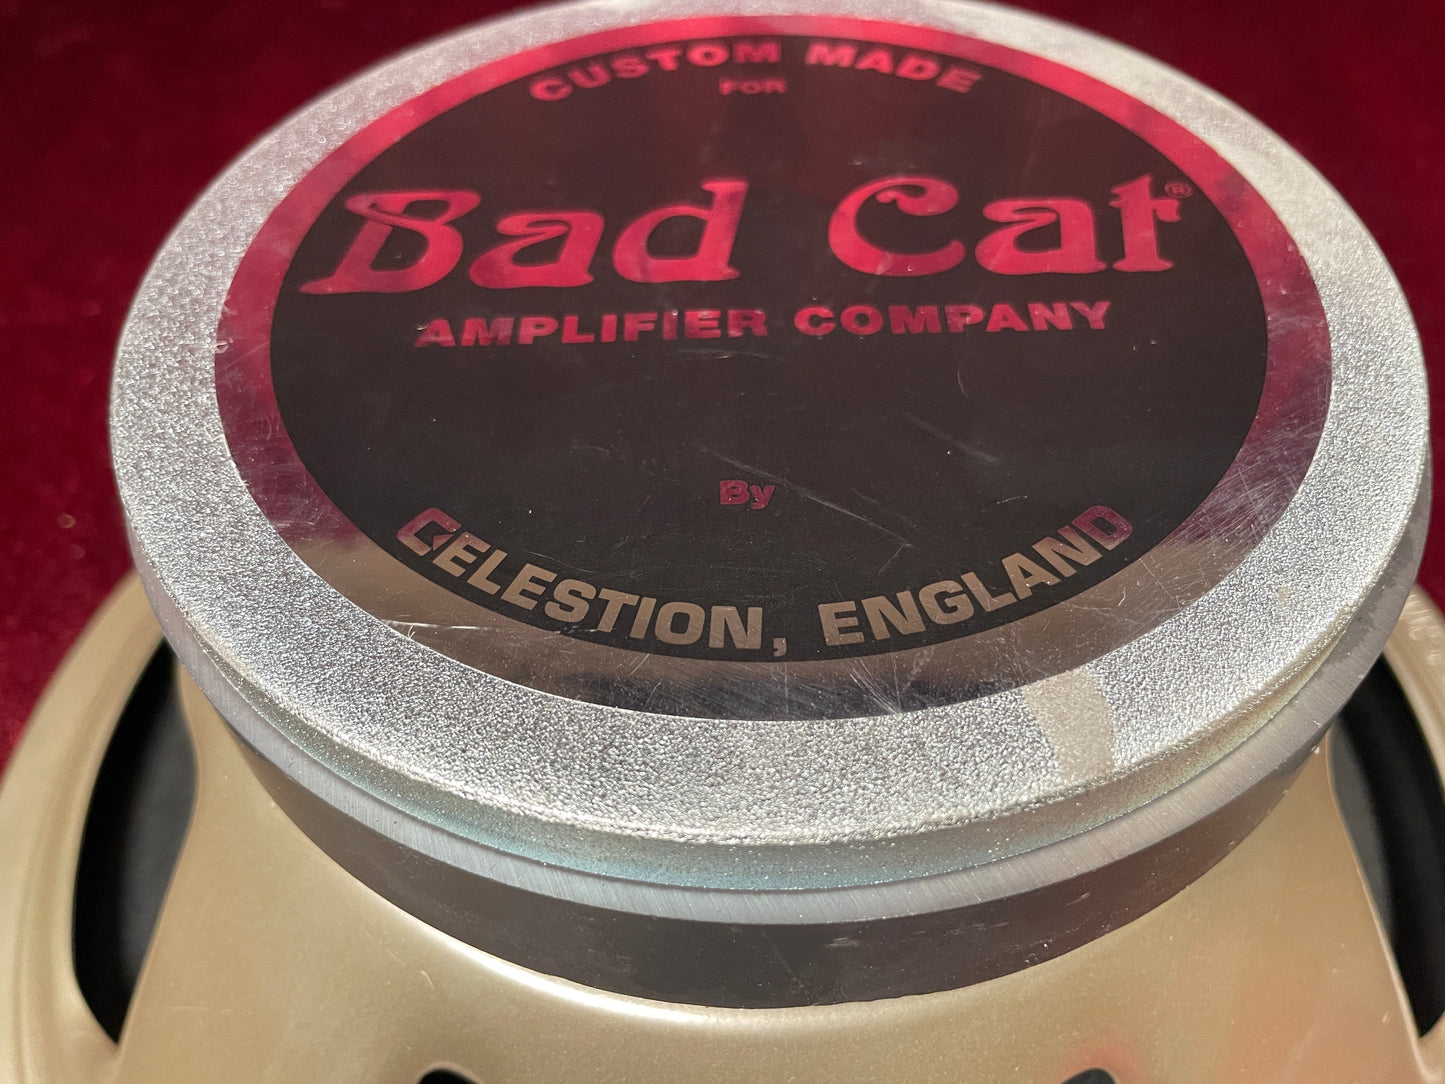 CUSTOM MADE
FOR
Bad Cat®
AMPLIFIER COMPANY
By
CELESTION, ENGLAND